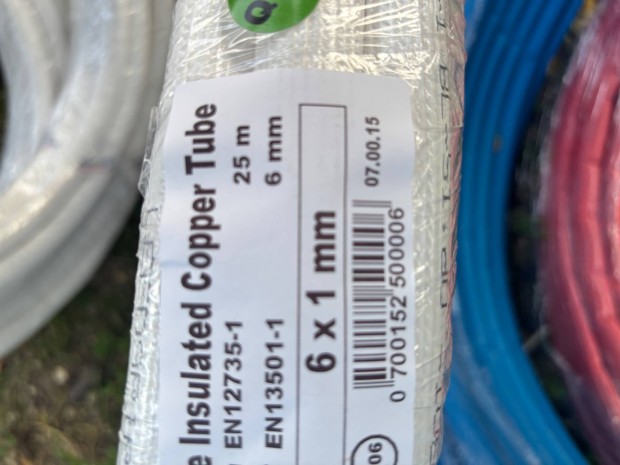 Q
e Insulated Copper Tube
EN12735-1 25 m
EN13501-1 6 mm
6 x 1 mm
07.00.15
0 700152 500006
06